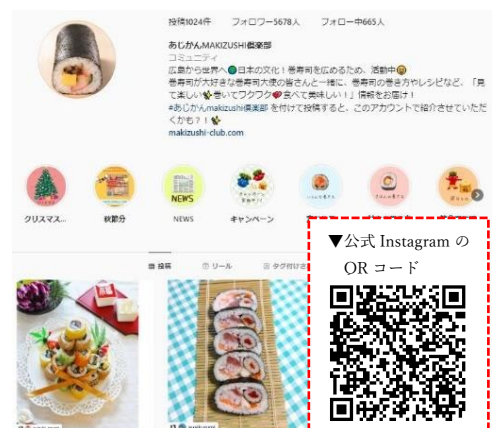 投稿1024件 フォロワー5678人 フォロー中665人
あじかんMAKIZUSHI倶楽部
コミュニティ
広島から世界へ🌏日本の文化！巻寿司を広めるため、活動中😆
巻寿司が大好きな巻寿司大使の皆さんと一緒に、巻寿司の巻き方やレシピなど、「見
て楽しい 巻いてワクワク 食べて美味しい！」情報をお届け！
#あじかんmakizushi倶楽部 を付けて投稿すると、このアカウントで紹介させていただ
くかも？！
makizushi-club.com
NEWS
クリスマス... 秋節分 NEWS キャンペーン
投稿 リール タグ付けさ
▼公式 Instagram の
QR コード